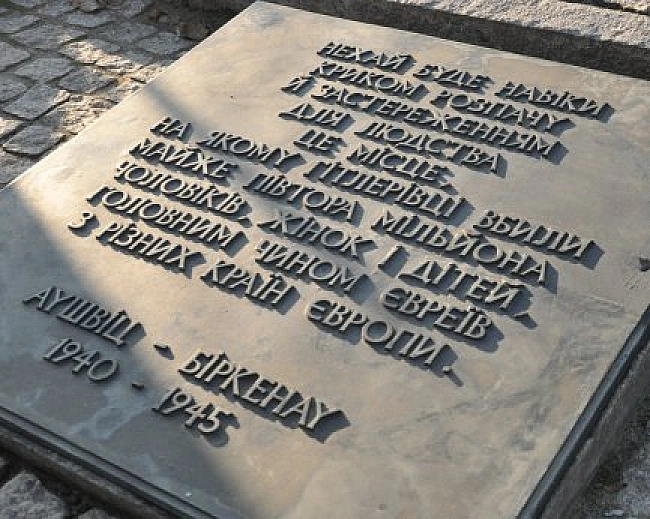 НЕХАЙ БУДЕ НАВІКИ
КРИКОМ РОЗПАЧУ
Й ЗАСТЕРЕЖЕННЯМ
ДЛЯ ЛЮДСТВА
ЦЕ МІСЦЕ,
НА ЯКОМУ ГІТЛЕРІВЦІ ВБИЛИ
МАЙЖЕ ПІВТОРА МІЛЬЙОНА
ЧОЛОВІКІВ, ЖІНОК І ДІТЕЙ,
ГОЛОВНИМ ЧИНОМ ЄВРЕЇВ
З РІЗНИХ КРАЇН ЄВРОПИ.
АУШВІЦ - БІРКЕНАУ
1940 - 1945